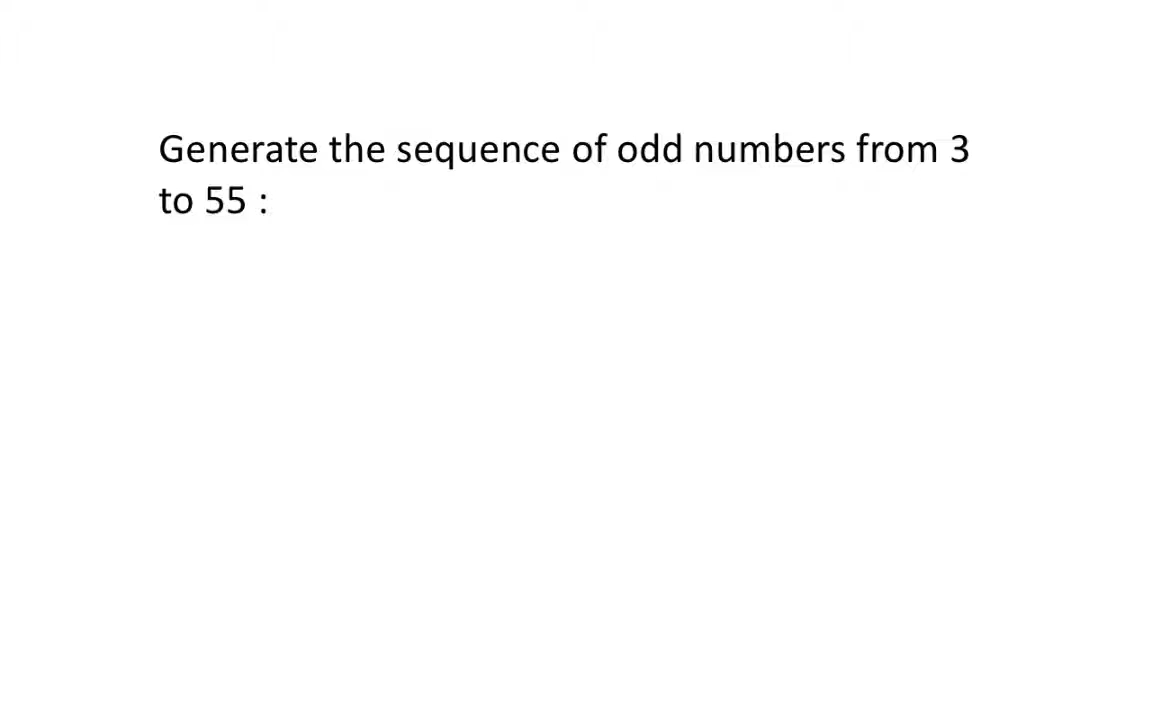 Generate the sequence of odd numbers from 3
to 55 :